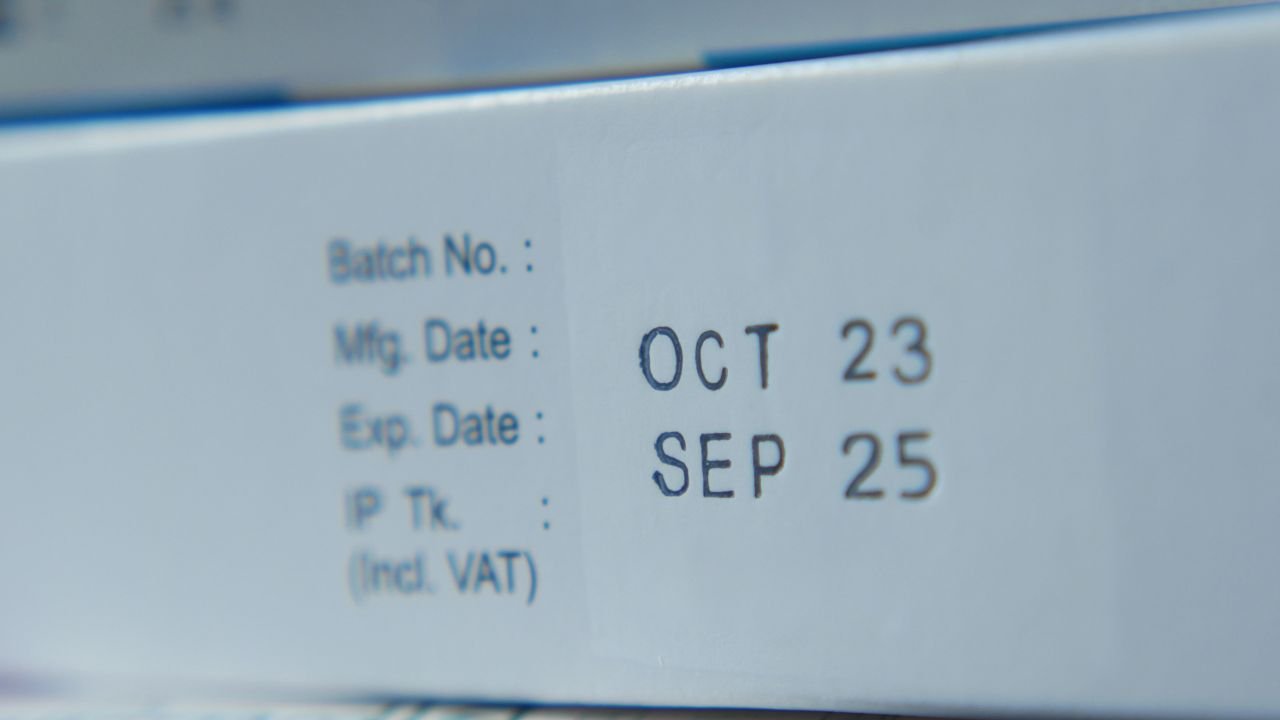 Batch No. :
Mfg. Date : OCT 23
Exp. Date : SEP 25
IP Tk. :
(Incl. VAT)